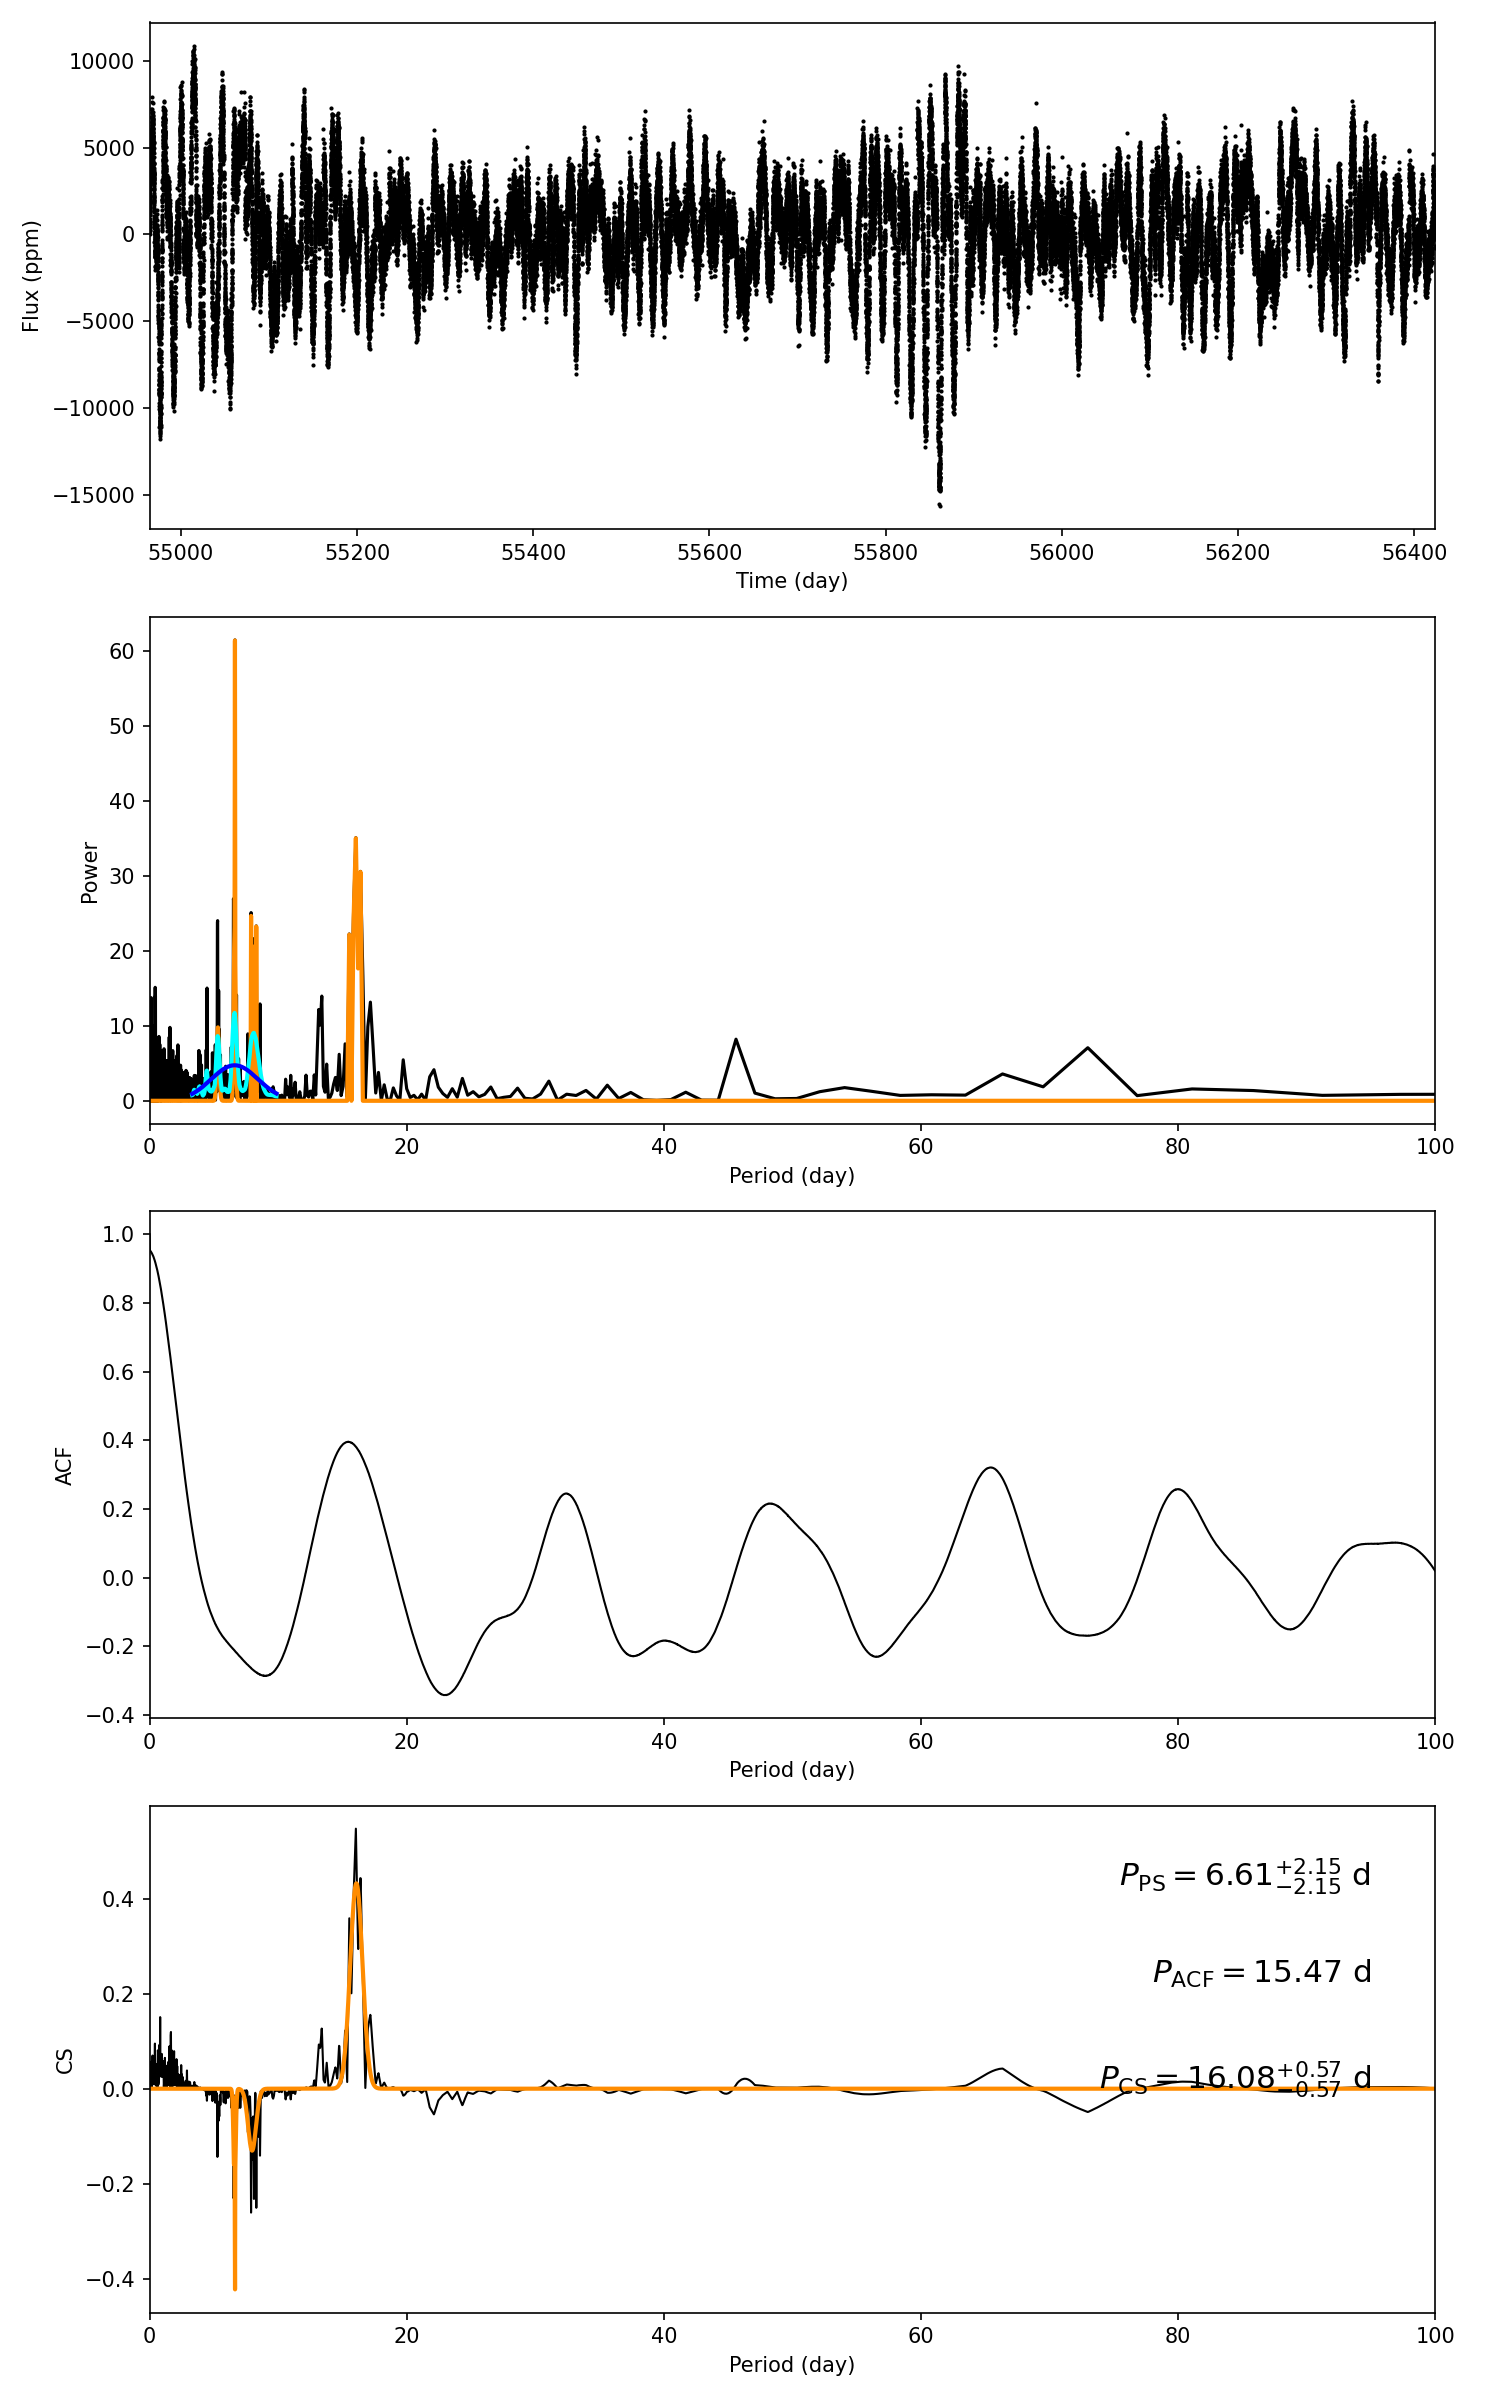 10000
5000
0
−5000
−10000
−15000
Flux (ppm)
55000 55200 55400 55600 55800 56000 56200 56400
Time (day)
60
50
40
30
20
10
0
Power
0 20 40 60 80 100
Period (day)
1.0
0.8
0.6
0.4
0.2
0.0
−0.2
−0.4
ACF
0 20 40 60 80 100
Period (day)
P_PS = 6.61^{+2.15}_{−2.15} d
P_ACF = 15.47 d
P_CS = 16.08^{+0.57}_{−0.57} d
0.4
0.2
0.0
−0.2
−0.4
CS
0 20 40 60 80 100
Period (day)